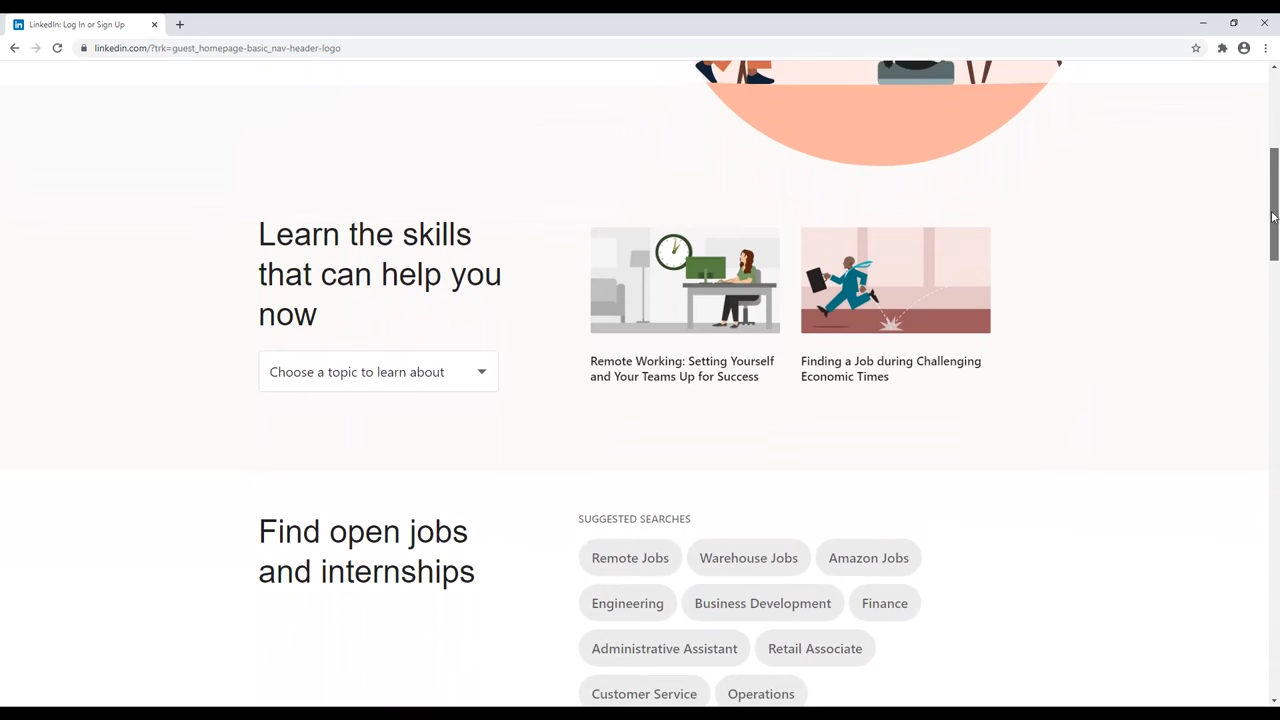 LinkedIn: Log In or Sign Up
linkedin.com/?trk=guest_homepage-basic_nav-header-logo
Learn the skills
that can help you
now
Choose a topic to learn about
Remote Working: Setting Yourself
and Your Teams Up for Success
Finding a Job during Challenging
Economic Times
Find open jobs
and internships
SUGGESTED SEARCHES
Remote Jobs
Warehouse Jobs
Amazon Jobs
Engineering
Business Development
Finance
Administrative Assistant
Retail Associate
Customer Service
Operations